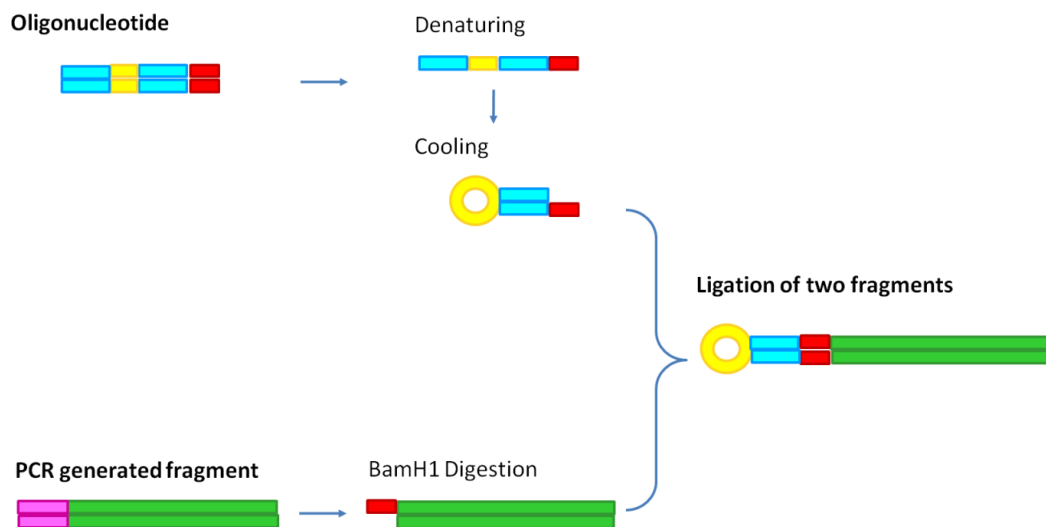 Oligonucleotide
Denaturing
Cooling
Ligation of two fragments
PCR generated fragment
BamH1 Digestion